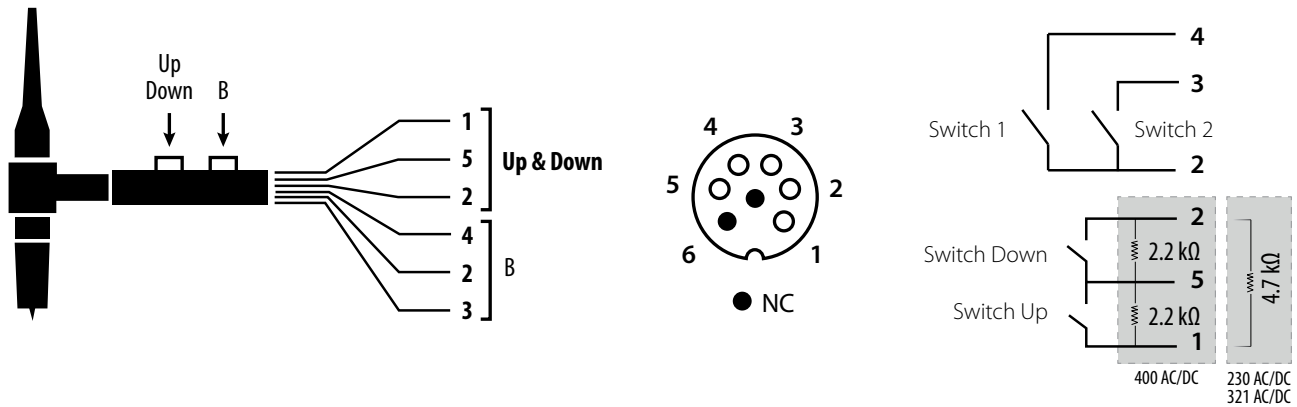 Up
Down
B
1
5
2
Up & Down
4
2
3
B
4
3
5
2
6
1
NC
4
3
Switch 1
Switch 2
2
2
Switch Down
2.2 kΩ
5
Switch Up
2.2 kΩ
1
4.7 kΩ
400 AC/DC
230 AC/DC
321 AC/DC